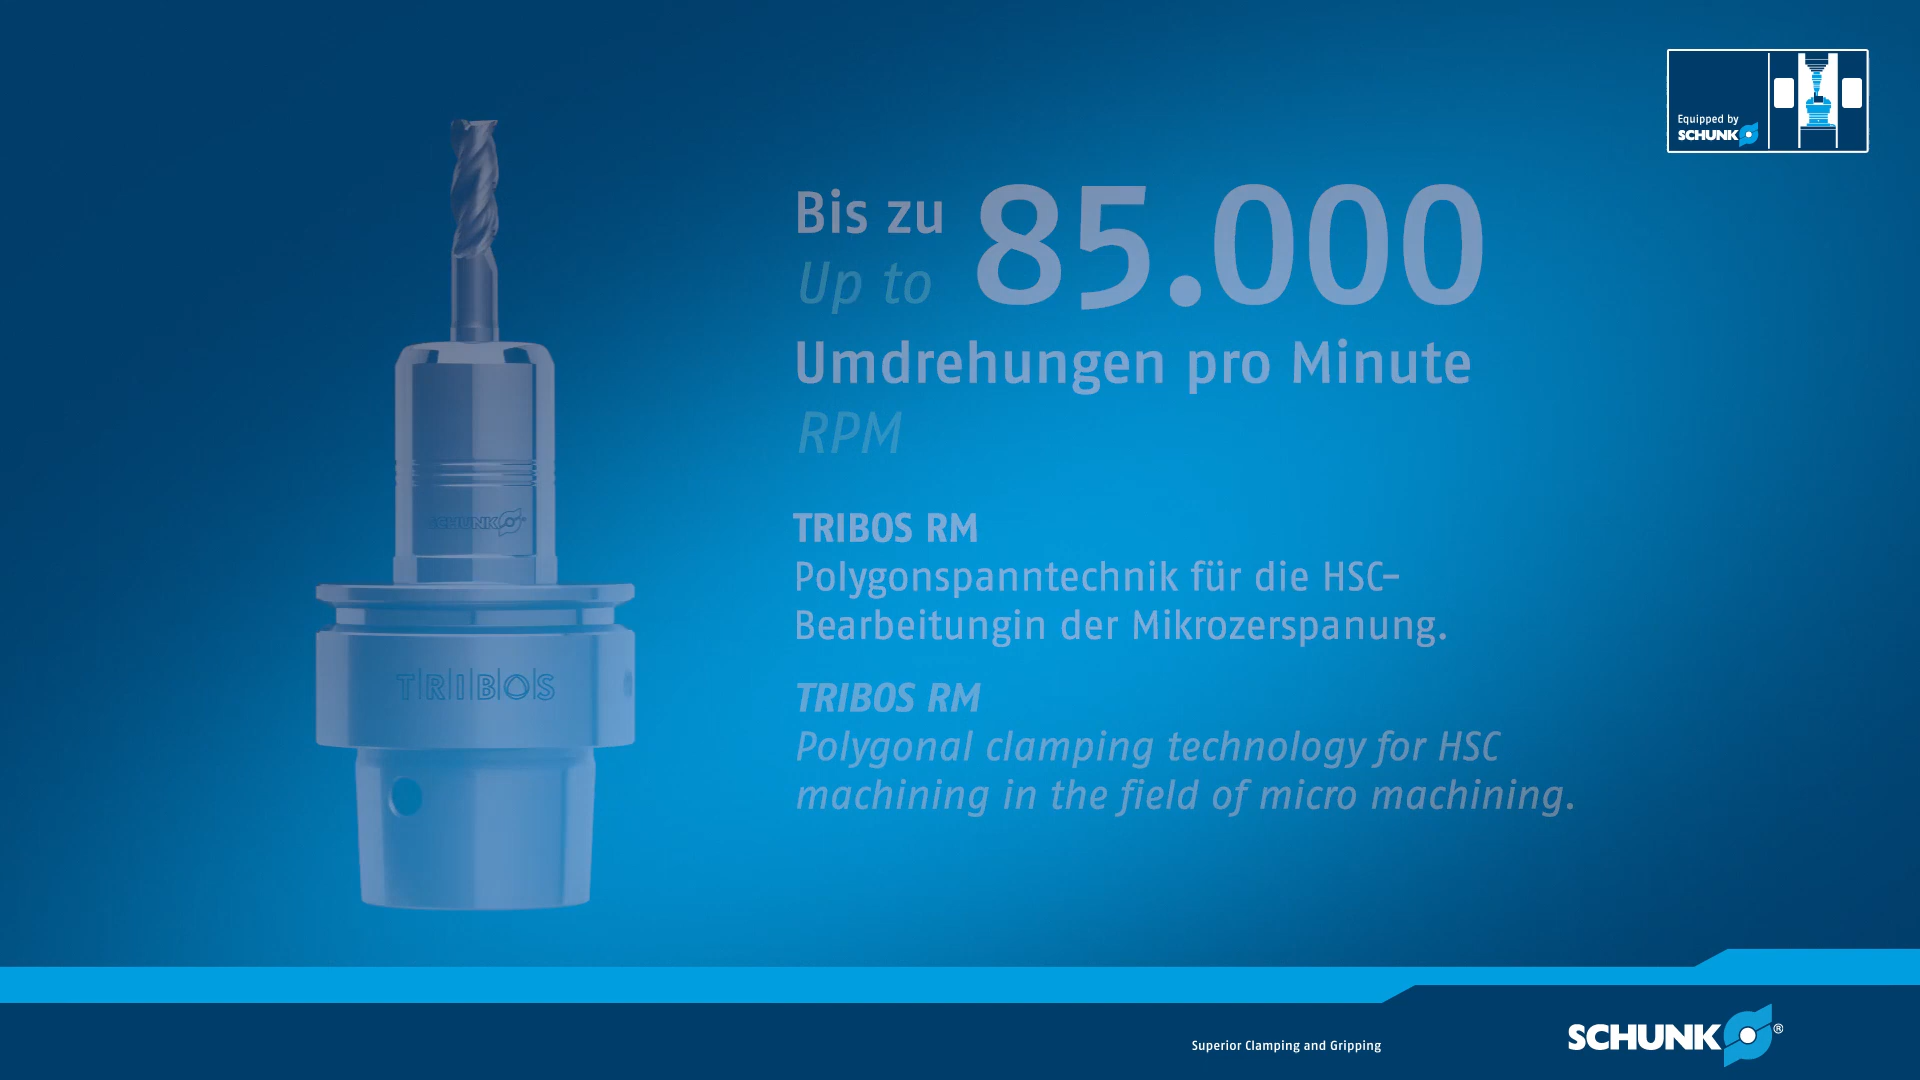 Equipped by
SCHUNK
Bis zu 85.000
Up to
Umdrehungen pro Minute
RPM
TRIBOS RM
Polygonspanntechnik für die HSC-
Bearbeitungin der Mikrozerspanung.
TRIBOS RM
Polygonal clamping technology for HSC
machining in the field of micro machining.
SCHUNK®
T|R|I|B|O|S
Superior Clamping and Gripping
SCHUNK®